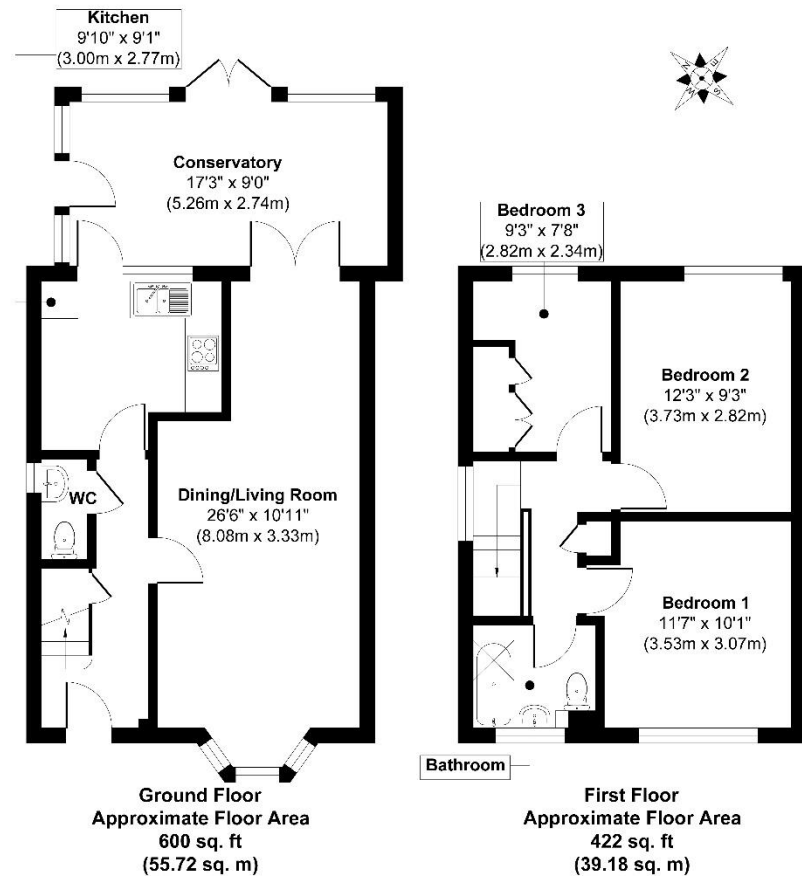 Kitchen
9'10" x 9'1"
(3.00m x 2.77m)
Conservatory
17'3" x 9'0"
(5.26m x 2.74m)
Dining/Living Room
26'6" x 10'11"
(8.08m x 3.33m)
WC
Ground Floor
Approximate Floor Area
600 sq. ft
(55.72 sq. m)
N
E
S
W
Bedroom 3
9'3" x 7'8"
(2.82m x 2.34m)
Bedroom 2
12'3" x 9'3"
(3.73m x 2.82m)
Bedroom 1
11'7" x 10'1"
(3.53m x 3.07m)
Bathroom
First Floor
Approximate Floor Area
422 sq. ft
(39.18 sq. m)